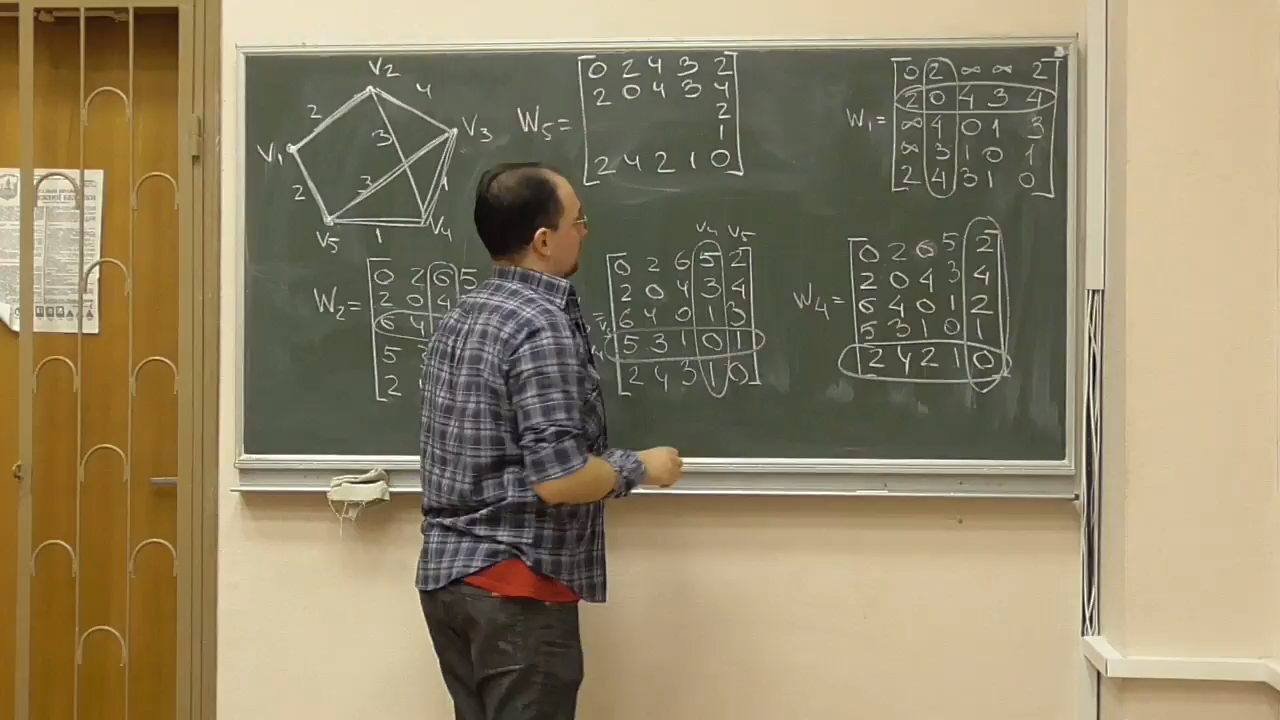 V2
2 4
V1 3 V3
2 3 1
V5 1 V4
W5=
0 2 4 3 2
2 0 4 3 4
2
1
2 4 2 1 0
W1=
0 2 ∞ ∞ 2
2 0 4 3 4
∞ 4 0 1 3
∞ 3 1 0 1
2 4 3 1 0
W2=
0 2 6 5
2 0 4
6 4
5
2
V4 V5
0 2 6 5 2
2 0 4 3 4
6 4 0 1 3
5 3 1 0 1
2 4 3 1 0
W4=
0 2 6 5 2
2 0 4 3 4
6 4 0 1 2
5 3 1 0 1
2 4 2 1 0